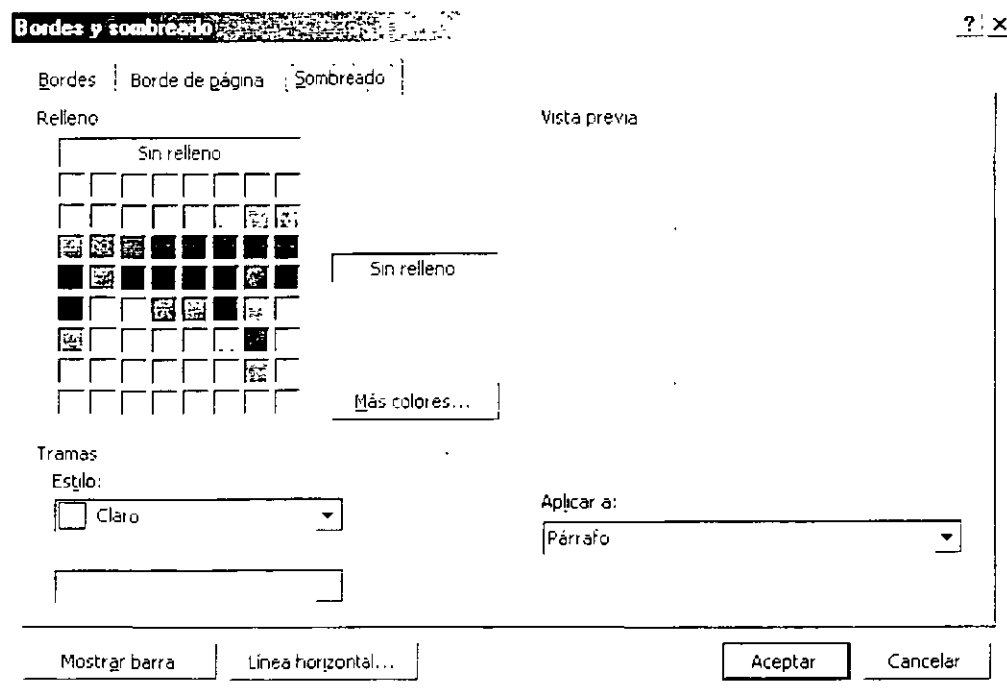 Bordes y sombreado ? ×
Bordes Borde de página Sombreado
Relleno Vista previa
Sin relleno
Sin relleno
Más colores...
Tramas
Estilo:
Claro
Aplicar a:
Párrafo
Mostrar barra Línea horizontal... Aceptar Cancelar